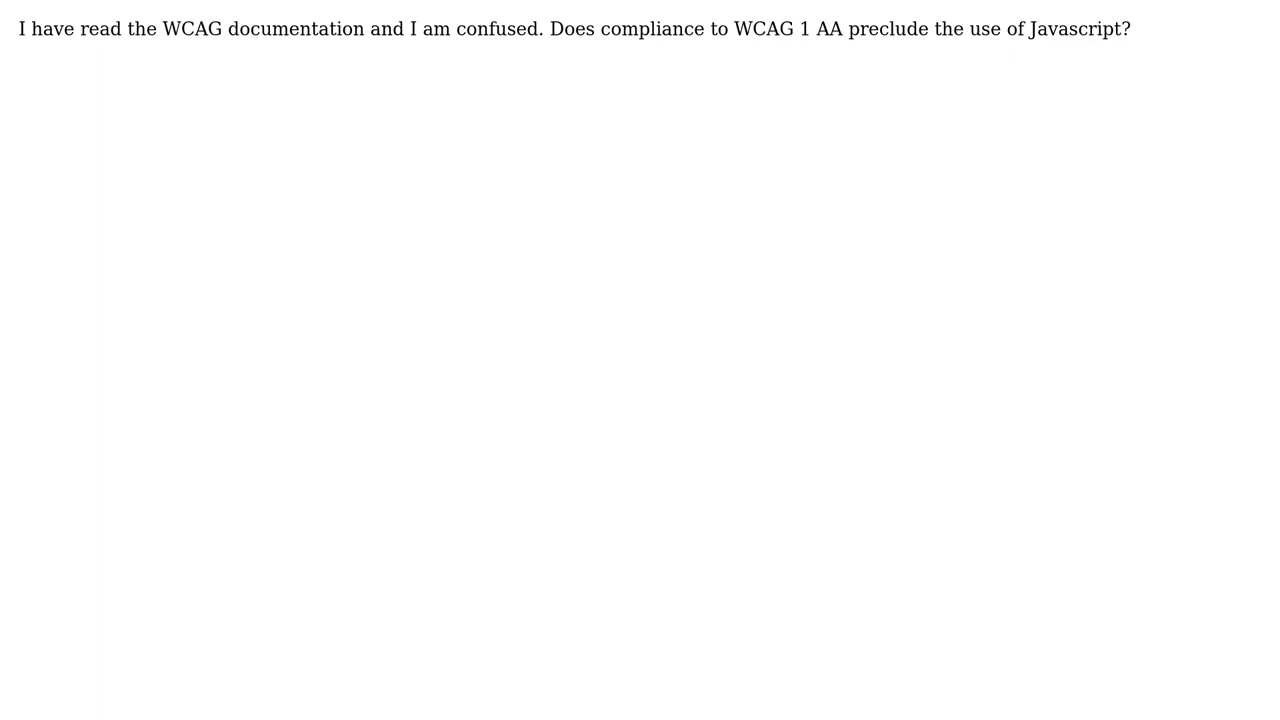 I have read the WCAG documentation and I am confused. Does compliance to WCAG 1 AA preclude the use of Javascript?